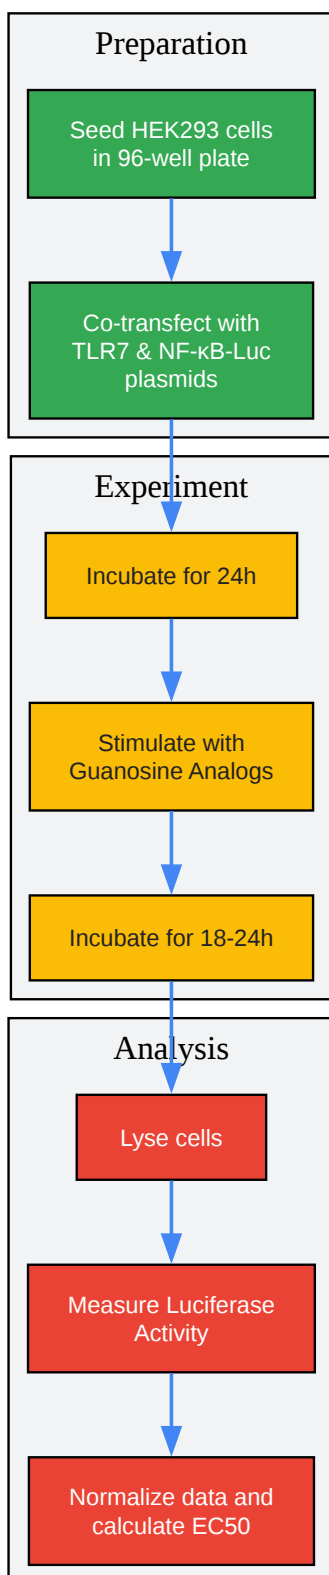 Preparation
Seed HEK293 cells
in 96-well plate
Co-transfect with
TLR7 & NF-κB-Luc
plasmids
Experiment
Incubate for 24h
Stimulate with
Guanosine Analogs
Incubate for 18-24h
Analysis
Lyse cells
Measure Luciferase
Activity
Normalize data and
calculate EC50